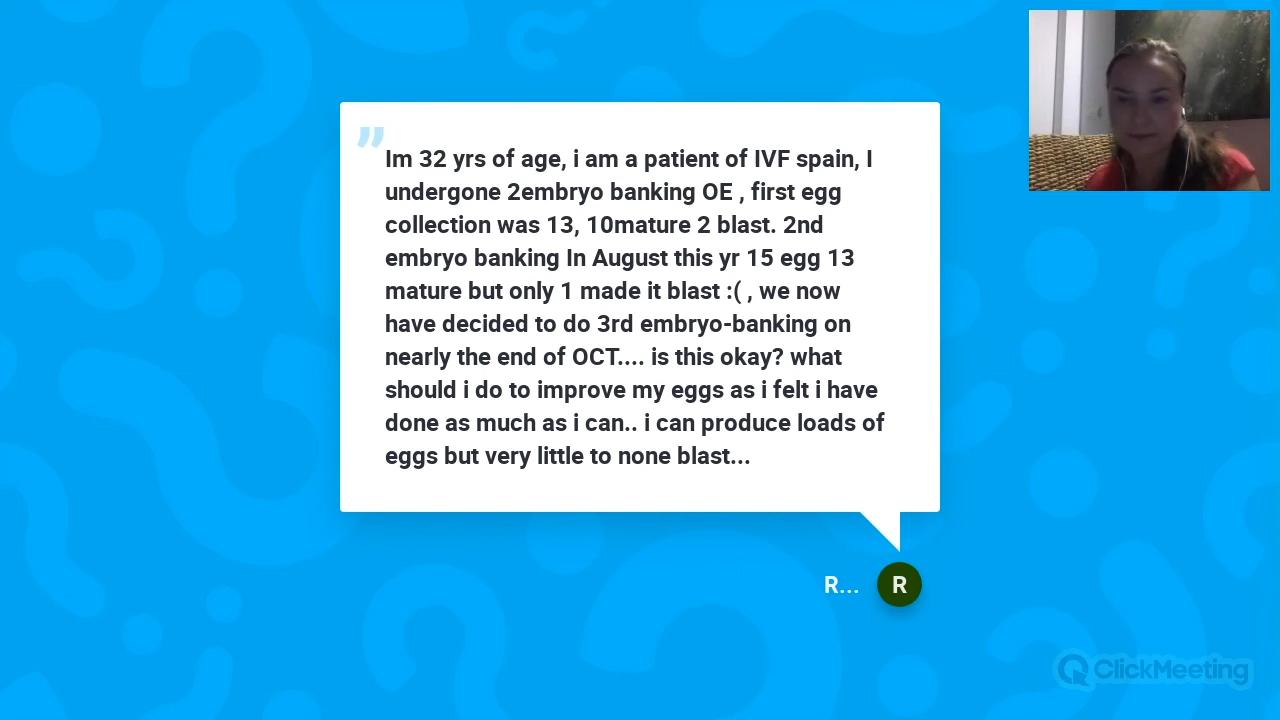 Im 32 yrs of age, i am a patient of IVF spain, I
undergone 2embryo banking OE , first egg
collection was 13, 10mature 2 blast. 2nd
embryo banking In August this yr 15 egg 13
mature but only 1 made it blast :( , we now
have decided to do 3rd embryo-banking on
nearly the end of OCT.... is this okay? what
should i do to improve my eggs as i felt i have
done as much as i can.. i can produce loads of
eggs but very little to none blast...
R... R
ClickMeeting